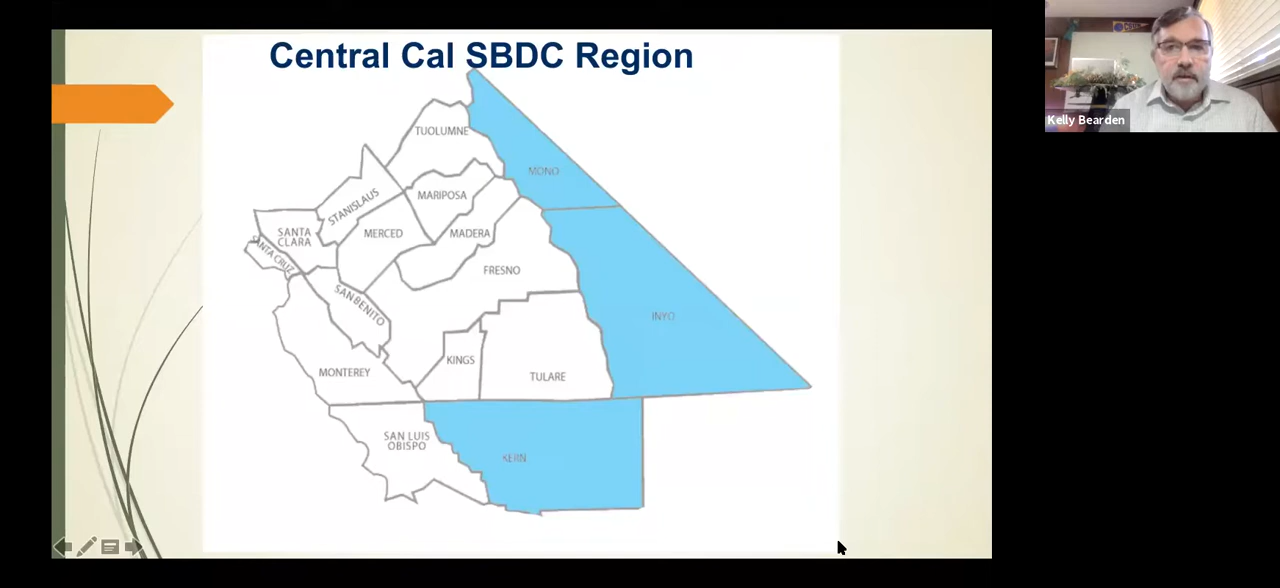 Central Cal SBDC Region
TUOLUMNE
MONO
MARIPOSA
STANISLAUS
SANTA
CLARA
MERCED
MADERA
SANTA CRUZ
FRESNO
SAN BENITO
INYO
KINGS
MONTEREY
TULARE
SAN LUIS
OBISPO
KERN
Kelly Bearden